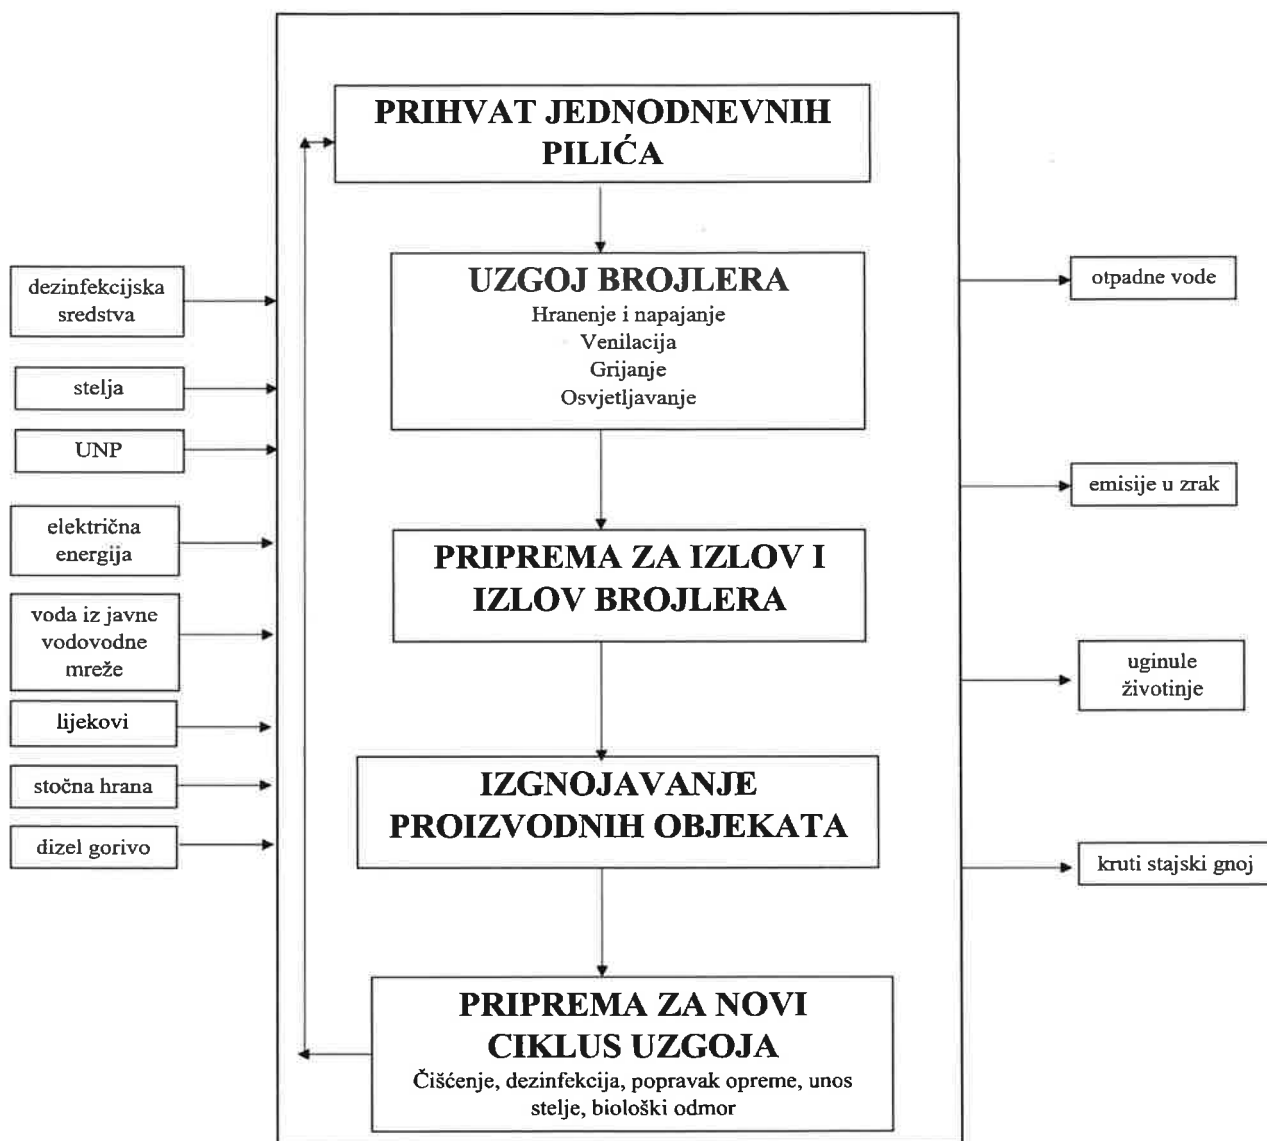 PRIHVAT JEDNODNEVNIH
PILIĆA
UZGOJ BROJLERA
Hranenje i napajanje
Venilacija
Grijanje
Osvjetljavanje
PRIPREMA ZA IZLOV I
IZLOV BROJLERA
IZGNOJAVANJE
PROIZVODNIH OBJEKATA
PRIPREMA ZA NOVI
CIKLUS UZGOJA
Čišćenje, dezinfekcija, popravak opreme, unos
stelje, biološki odmor
dezinfekcijska
sredstva
stelja
UNP
električna
energija
voda iz javne
vodovodne
mreže
lijekovi
stočna hrana
dizel gorivo
otpadne vode
emisije u zrak
uginule
životinje
kruti stajski gnoj